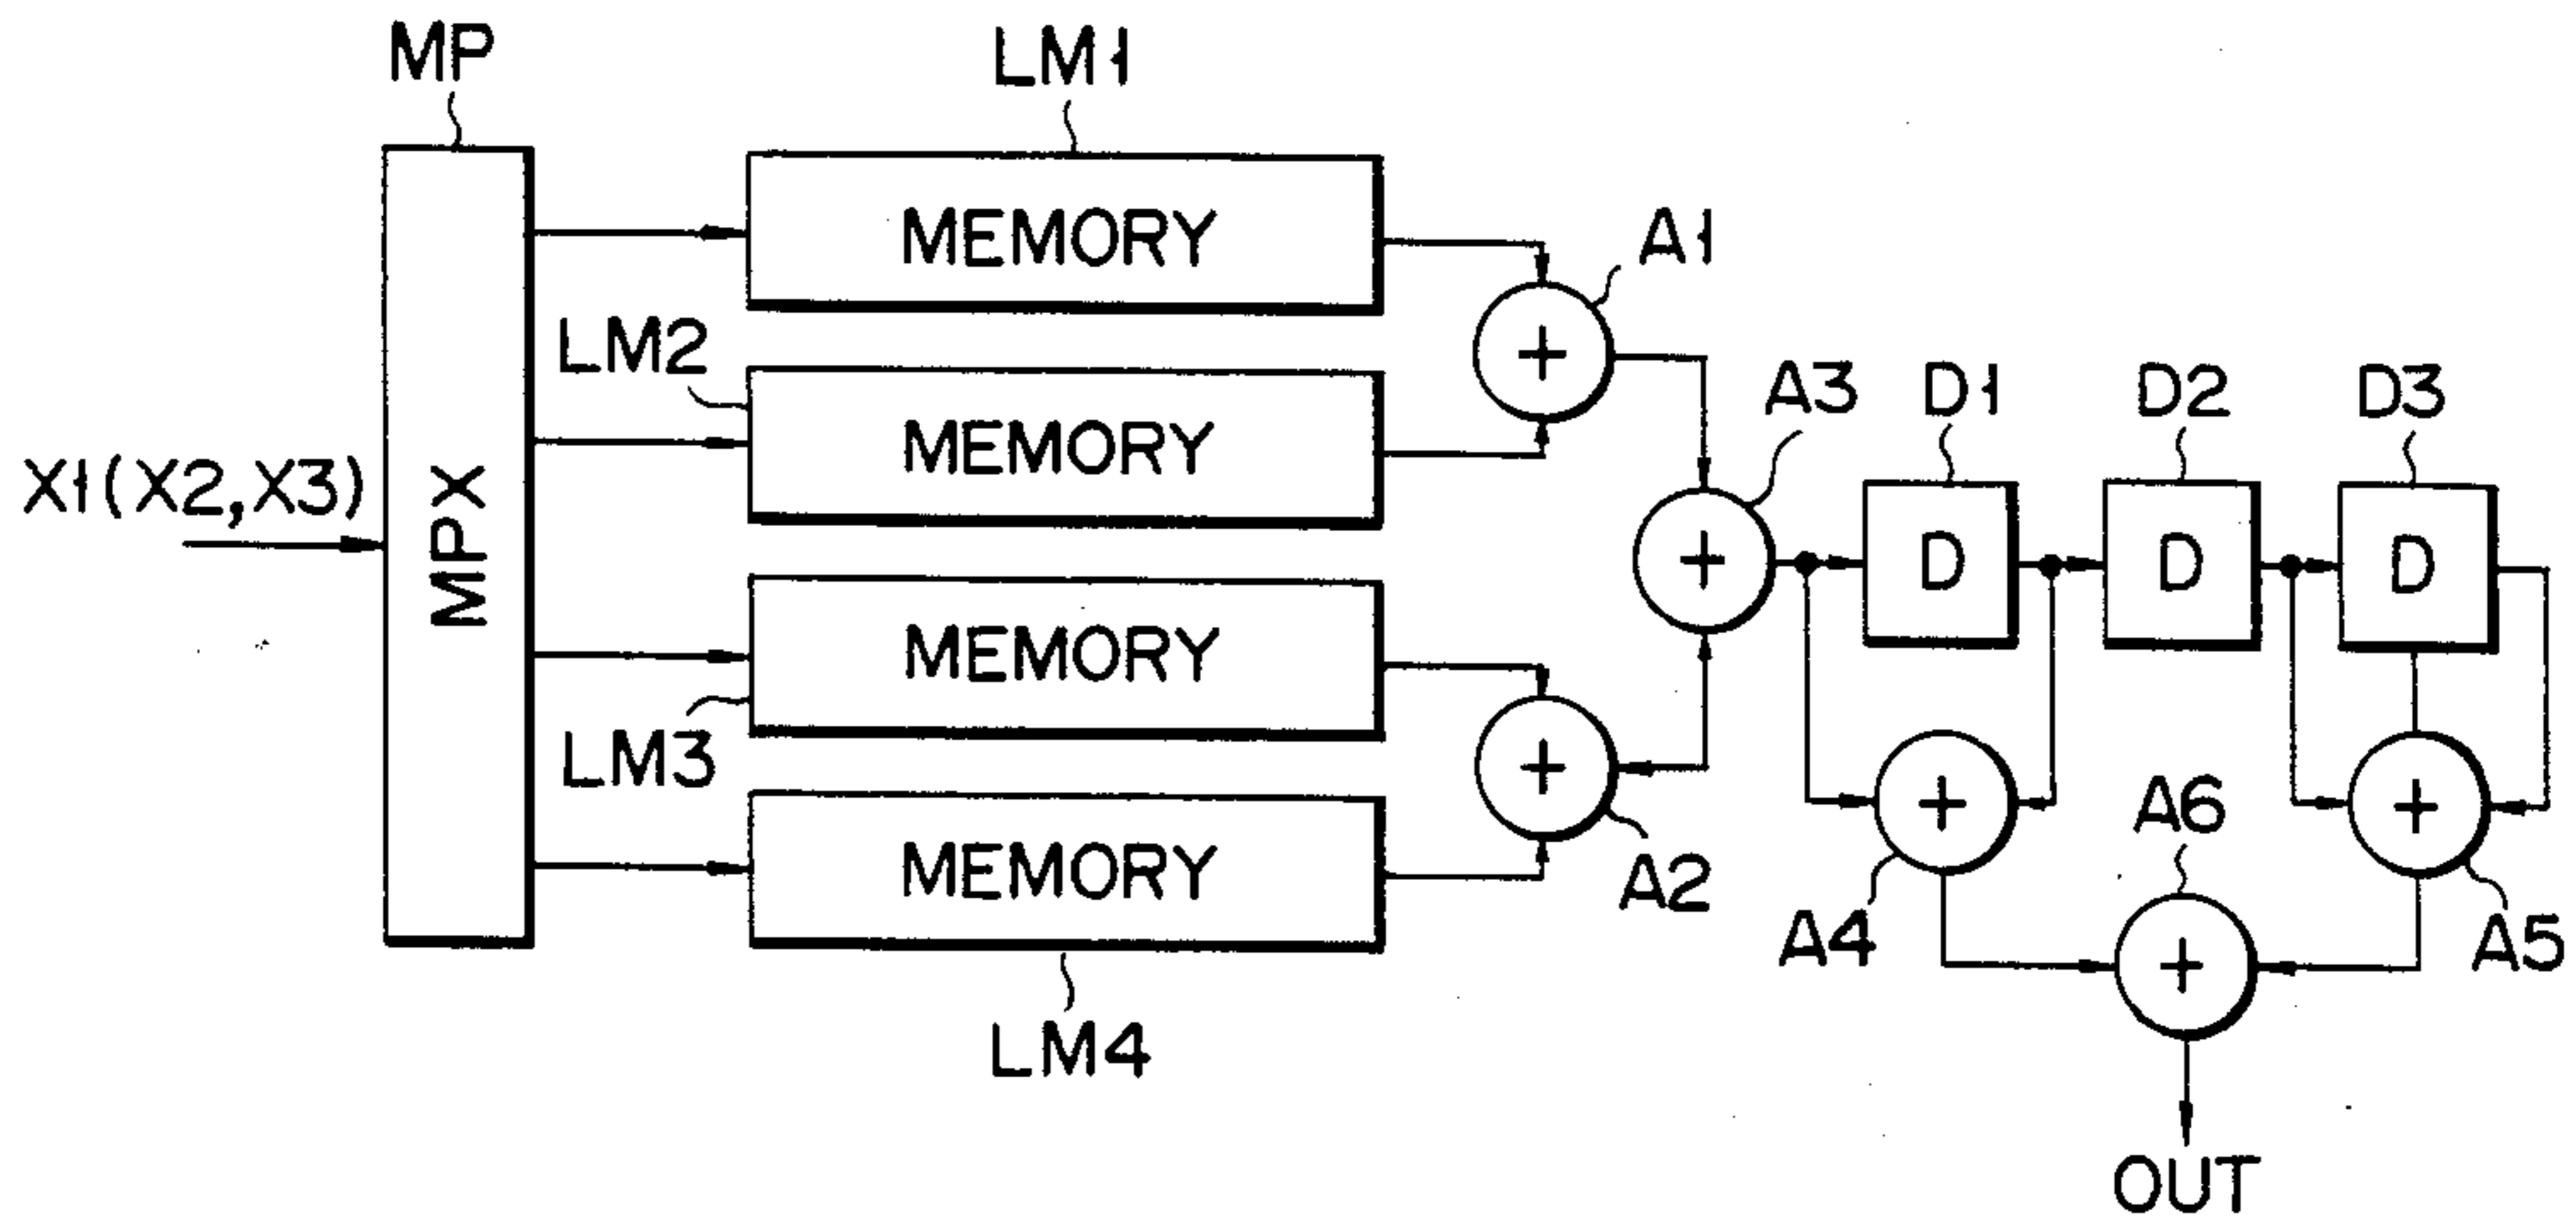 MP
LM1
MEMORY
A1
LM2
MEMORY
A3
D1
D2
D3
X1(X2,X3)
MPX
+
+
D
D
D
MEMORY
LM3
+
+
+
A6
MEMORY
A2
A4
+
A5
LM4
OUT